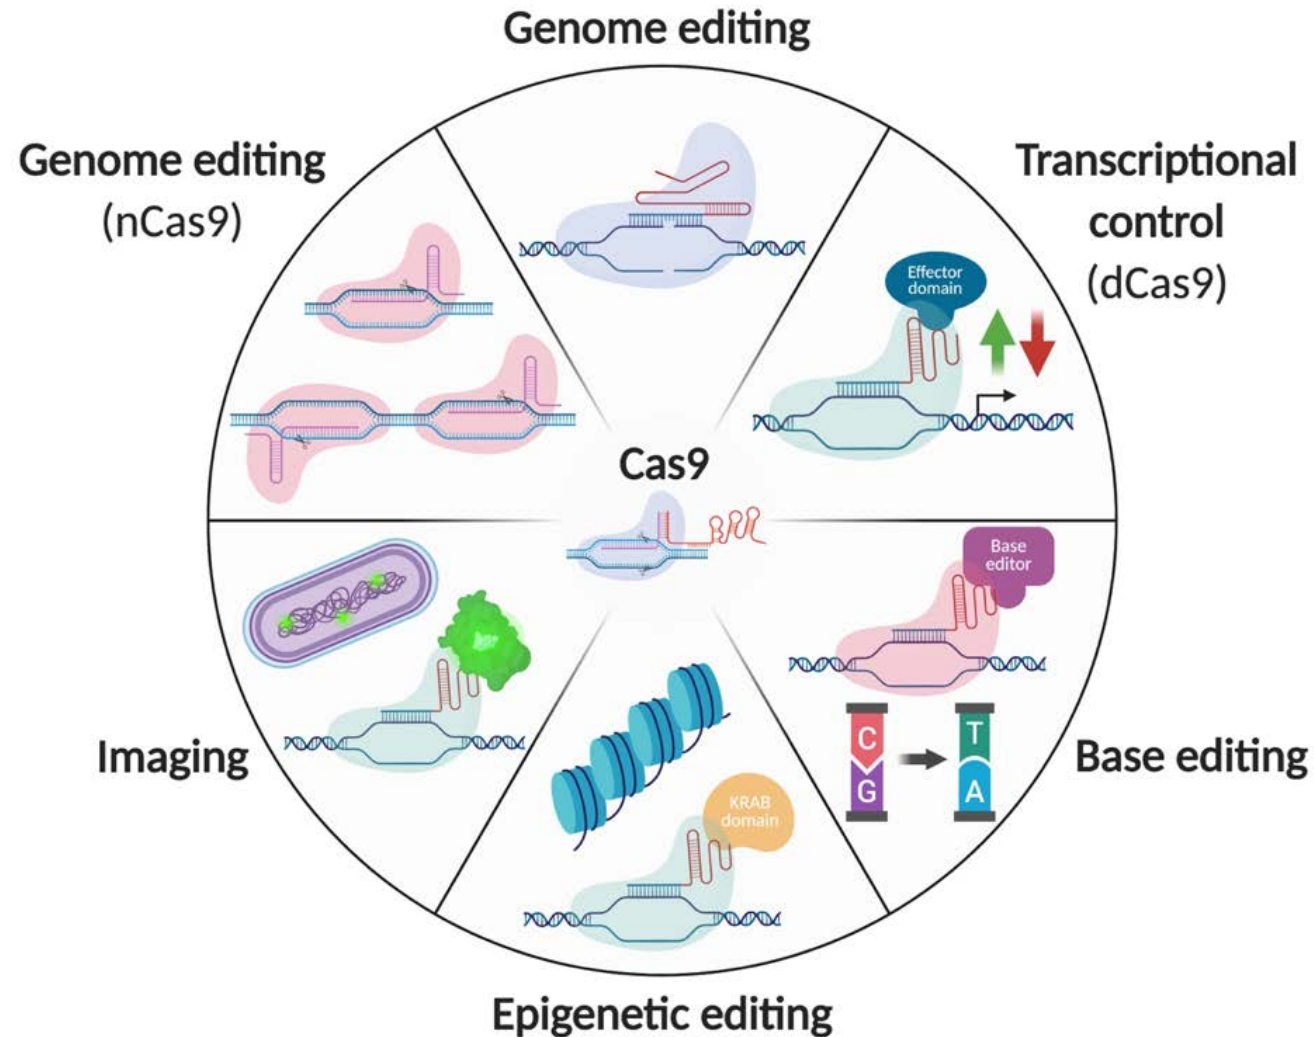 Genome editing
Genome editing
(nCas9)
Transcriptional
control
(dCas9)
Effector
domain
Cas9
Base
editor
C
G
T
A
Imaging
Base editing
KRAB
domain
Epigenetic editing